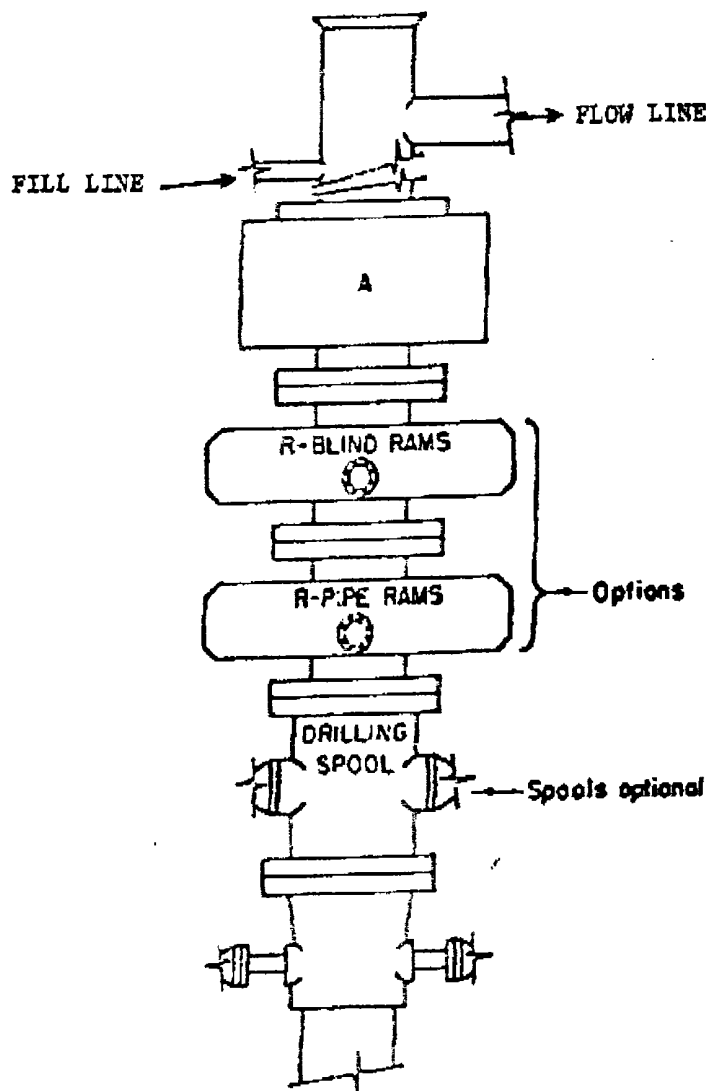 FLOW LINE
FILL LINE
A
R-BLIND RAMS
R-PIPE RAMS
Options
DRILLING
SPOOL
Spools optional